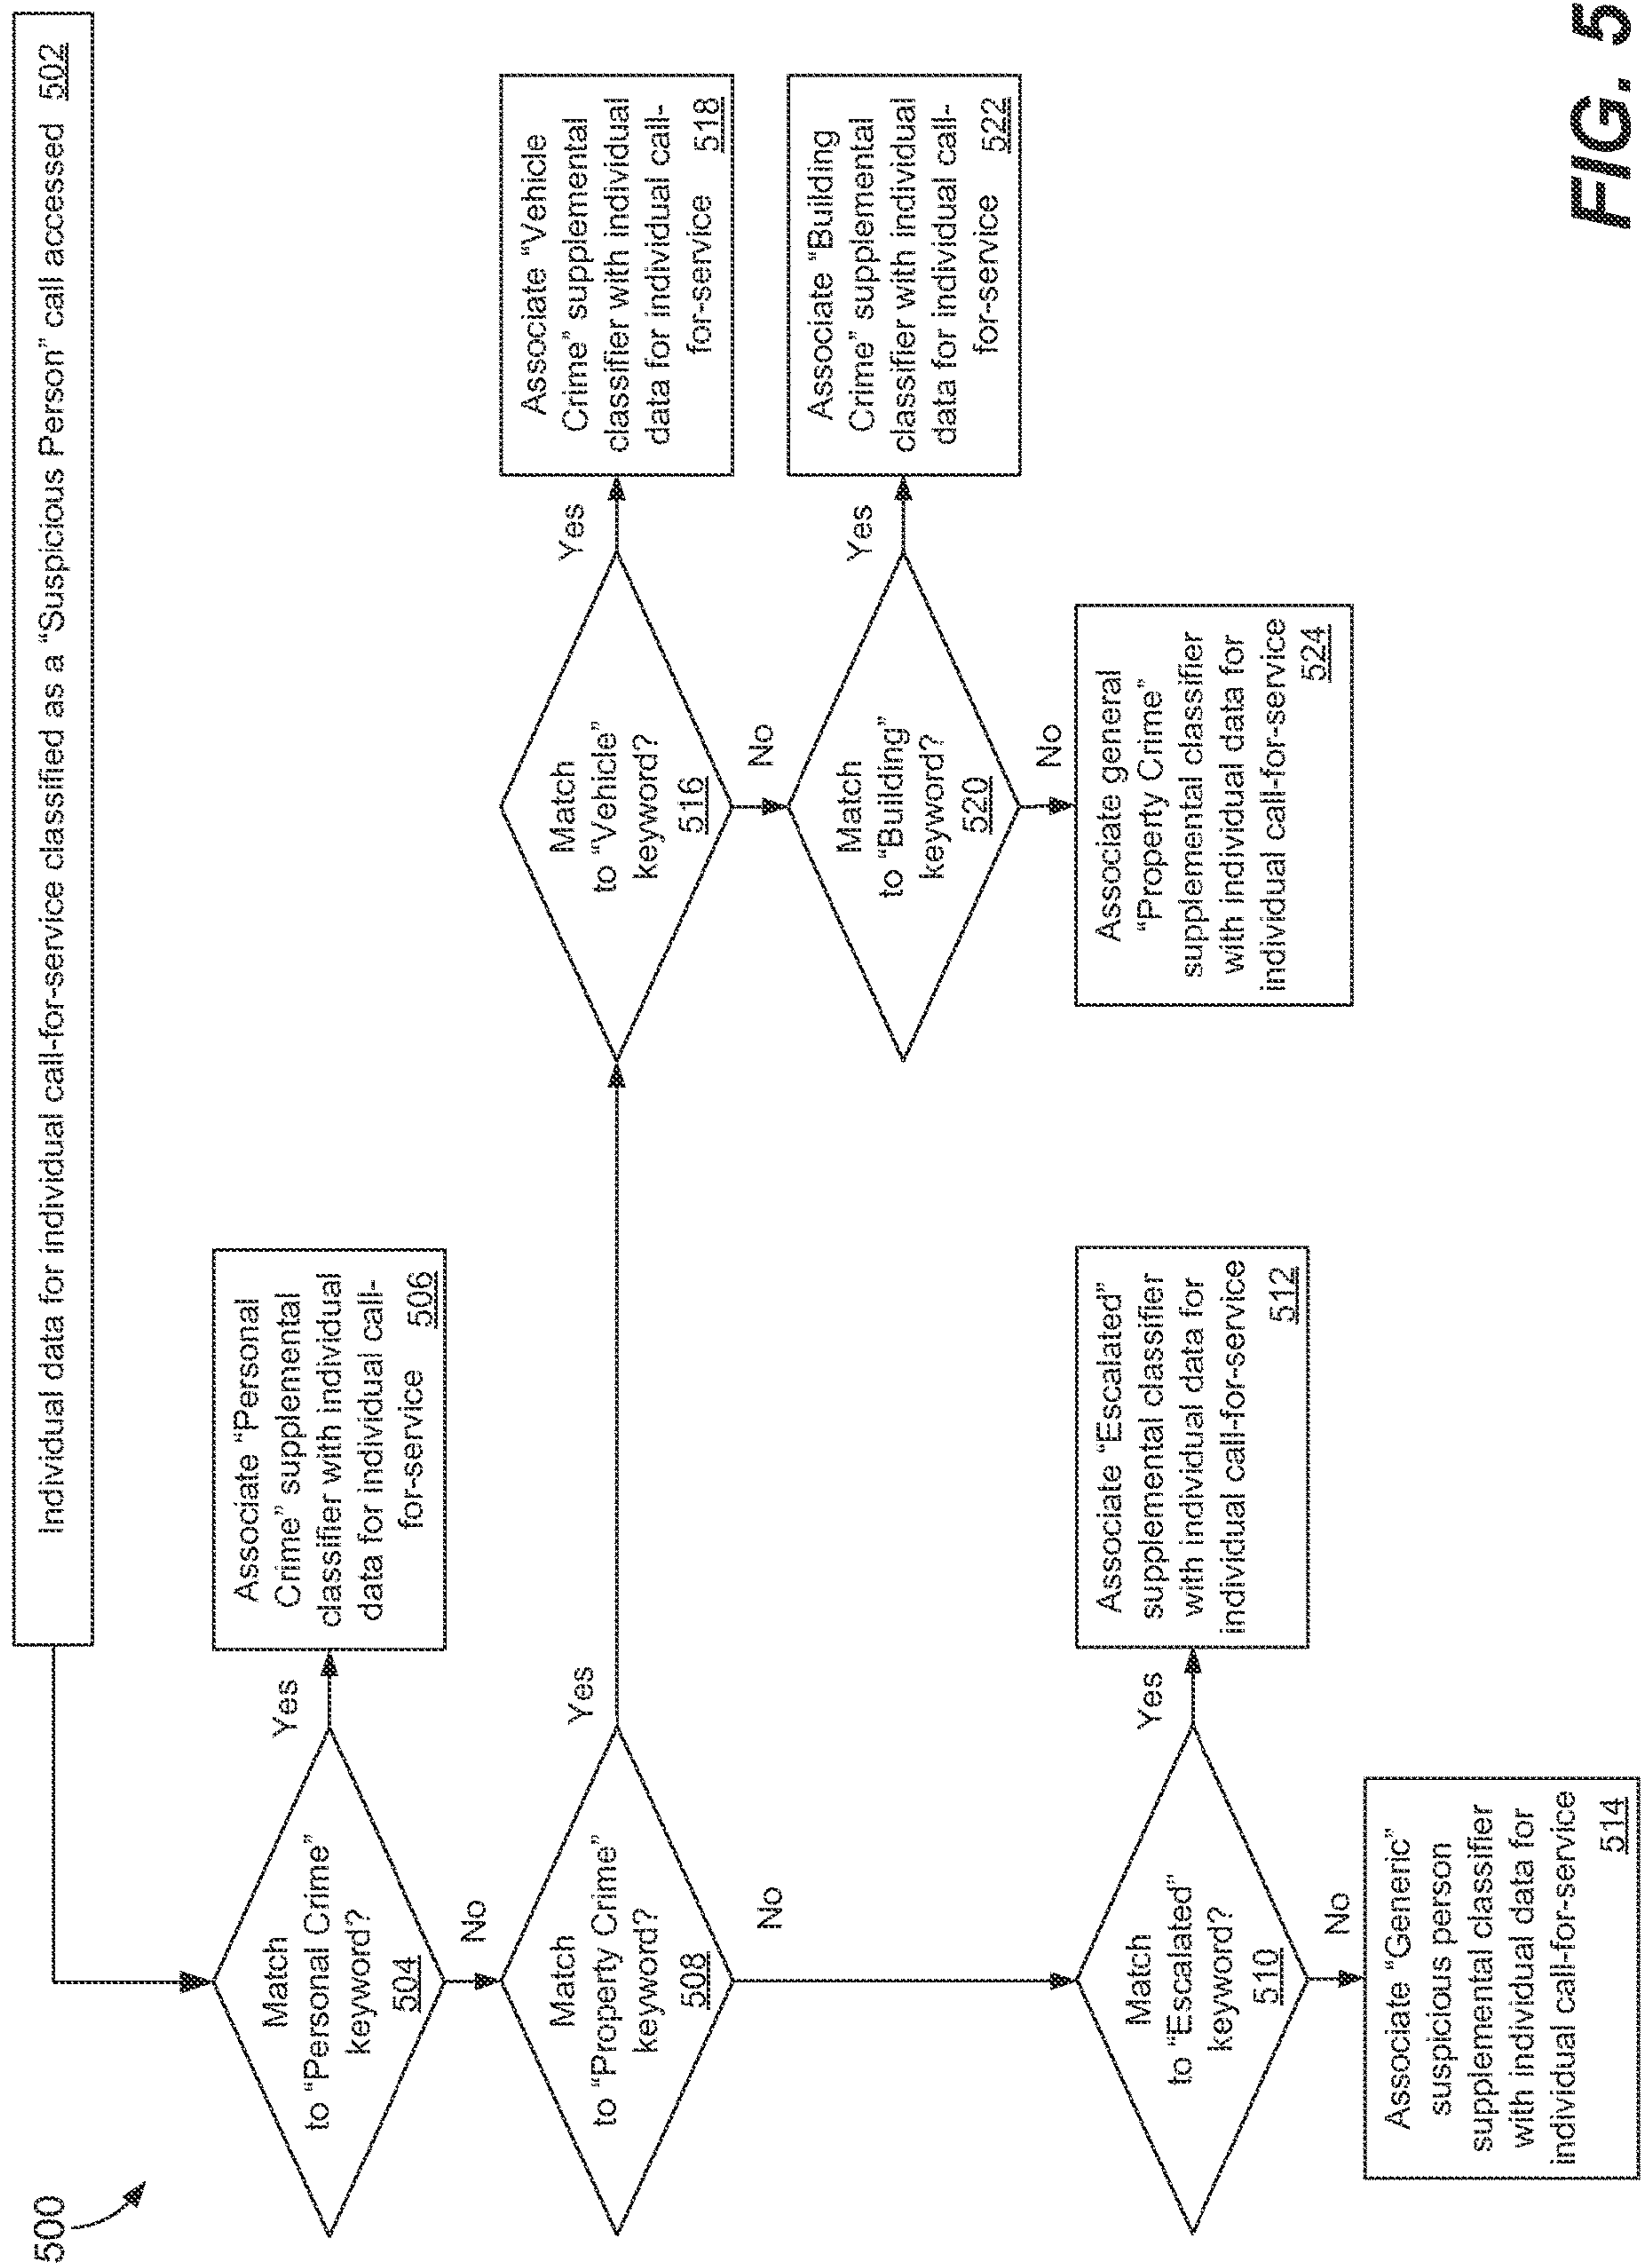 500
Individual data for individual call-for-service classified as a “Suspicious Person” call accessed 502
Match
to “Personal Crime”
keyword?
504
Yes
Associate “Personal
Crime” supplemental
classifier with individual
data for individual call-
for-service 506
No
Match
to “Property Crime”
keyword?
508
Yes
Match
to “Vehicle”
keyword?
516
Yes
Associate “Vehicle
Crime” supplemental
classifier with individual
data for individual call-
for-service 518
No
Match
to “Building”
keyword?
520
Yes
Associate “Building
Crime” supplemental
classifier with individual
data for individual call-
for-service 522
No
Associate general
“Property Crime”
supplemental classifier
with individual data for
individual call-for-service
524
No
Match
to “Escalated”
keyword?
510
Yes
Associate “Escalated”
supplemental classifier
with individual data for
individual call-for-service
512
No
Associate “Generic”
suspicious person
supplemental classifier
with individual data for
individual call-for-service
514
FIG. 5